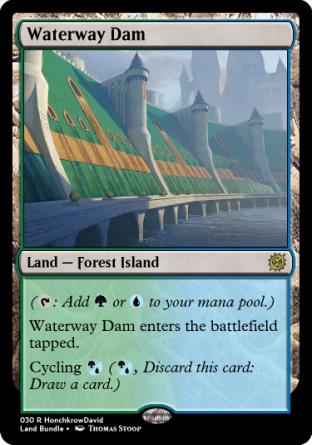 Waterway Dam
Land — Forest Island
(: Add or to your mana pool.)
Waterway Dam enters the battlefield
tapped.
Cycling (, Discard this card:
Draw a card.)
030 R HonchkrowDavid
Land Bundle • Thomas Stoop